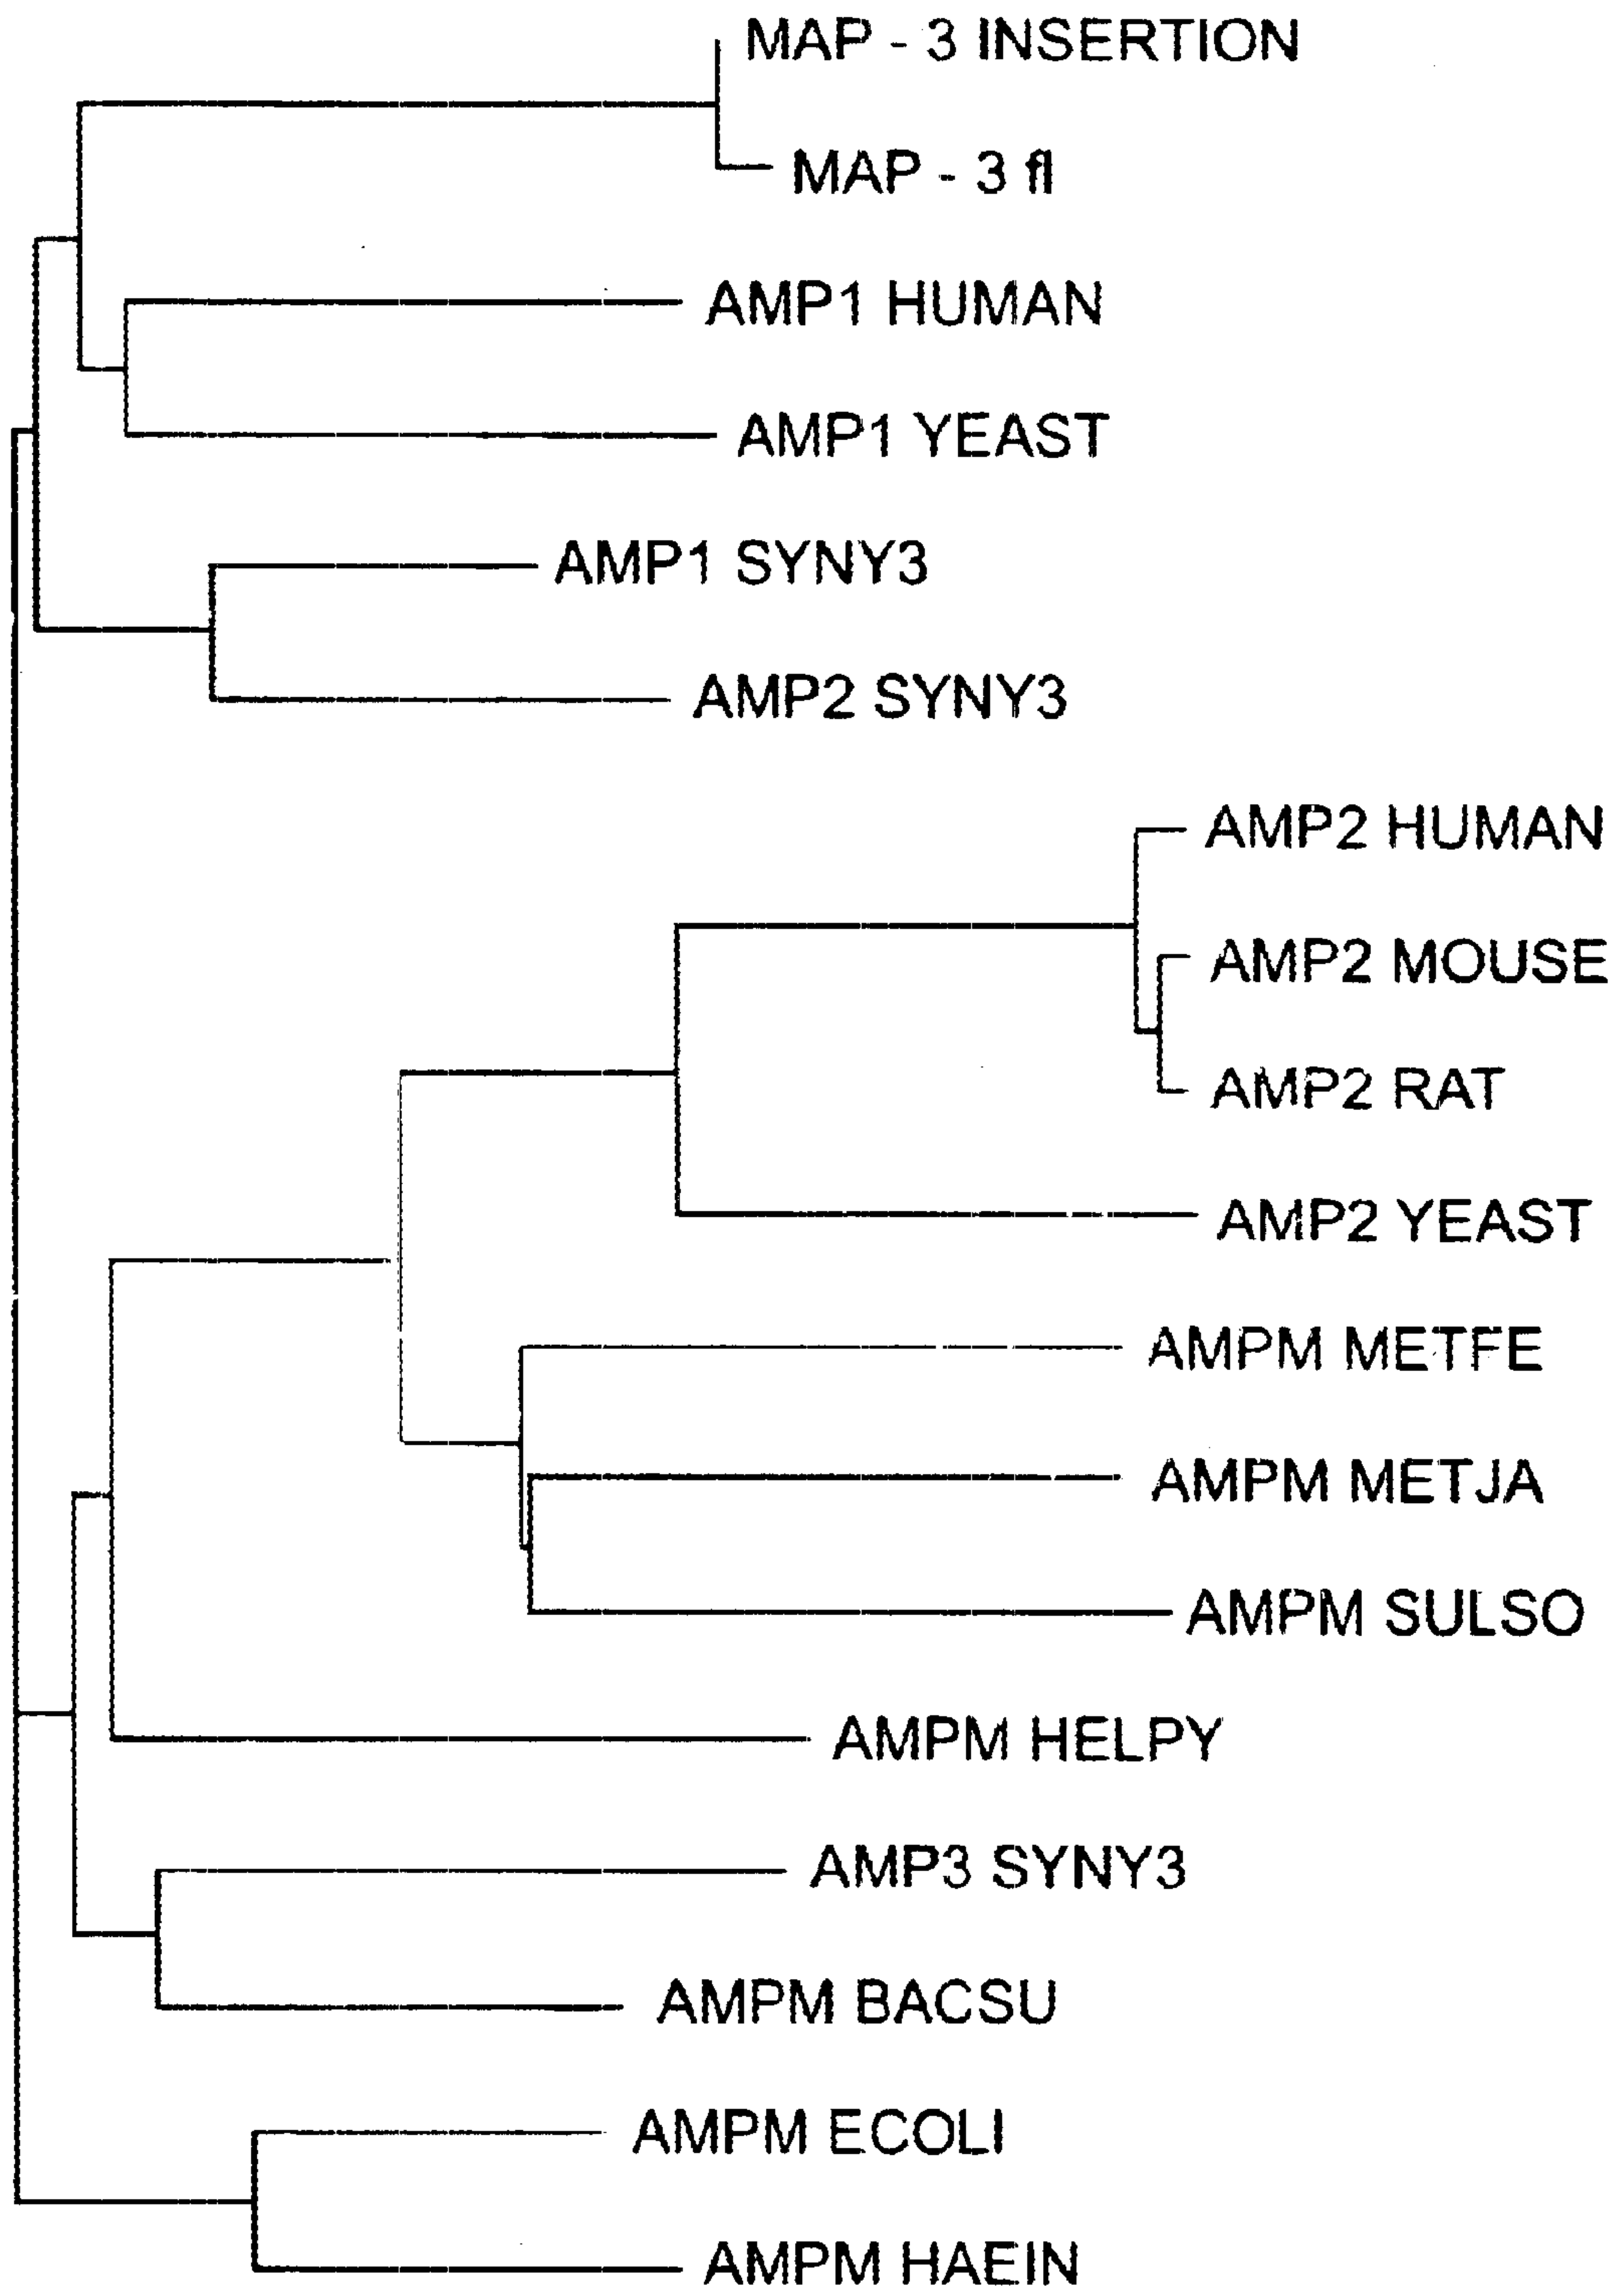 MAP - 3 INSERTION
MAP - 3 fl
AMP1 HUMAN
AMP1 YEAST
AMP1 SYNY3
AMP2 SYNY3
AMP2 HUMAN
AMP2 MOUSE
AMP2 RAT
AMP2 YEAST
AMPM METFE
AMPM METJA
AMPM SULSO
AMPM HELPY
AMP3 SYNY3
AMPM BACSU
AMPM ECOLI
AMPM HAEIN